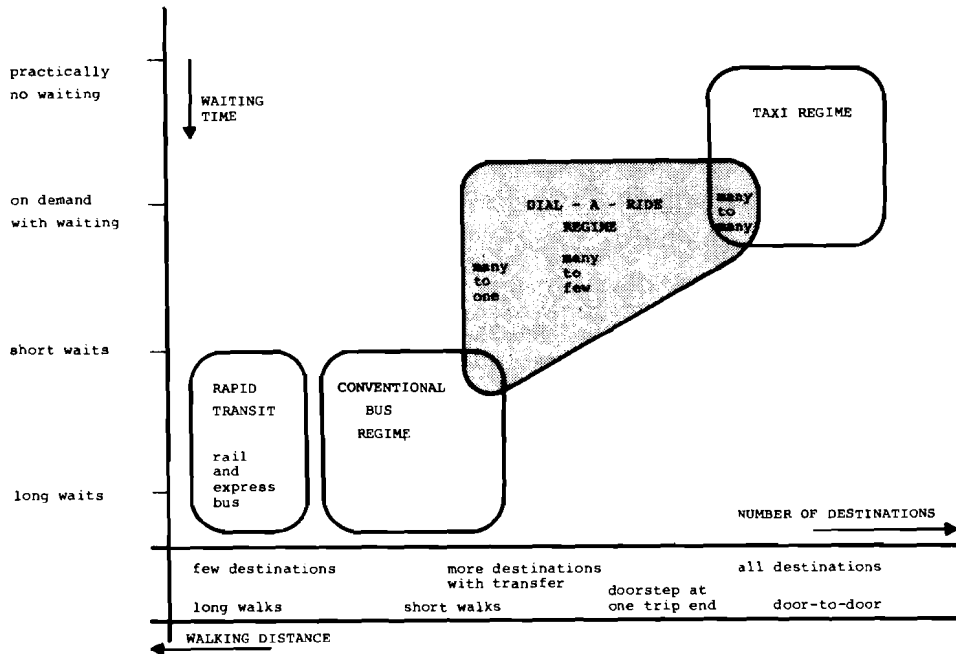 practically
no waiting
WAITING
TIME
TAXI REGIME
on demand
with waiting
DIAL - A - RIDE
REGIME
many
to
many
many
to
one
many
to
few
short waits
RAPID
TRANSIT
rail
and
express
bus
CONVENTIONAL
BUS
REGIME
long waits
NUMBER OF DESTINATIONS
few destinations
more destinations
with transfer
all destinations
long walks
short walks
doorstep at
one trip end
door-to-door
WALKING DISTANCE